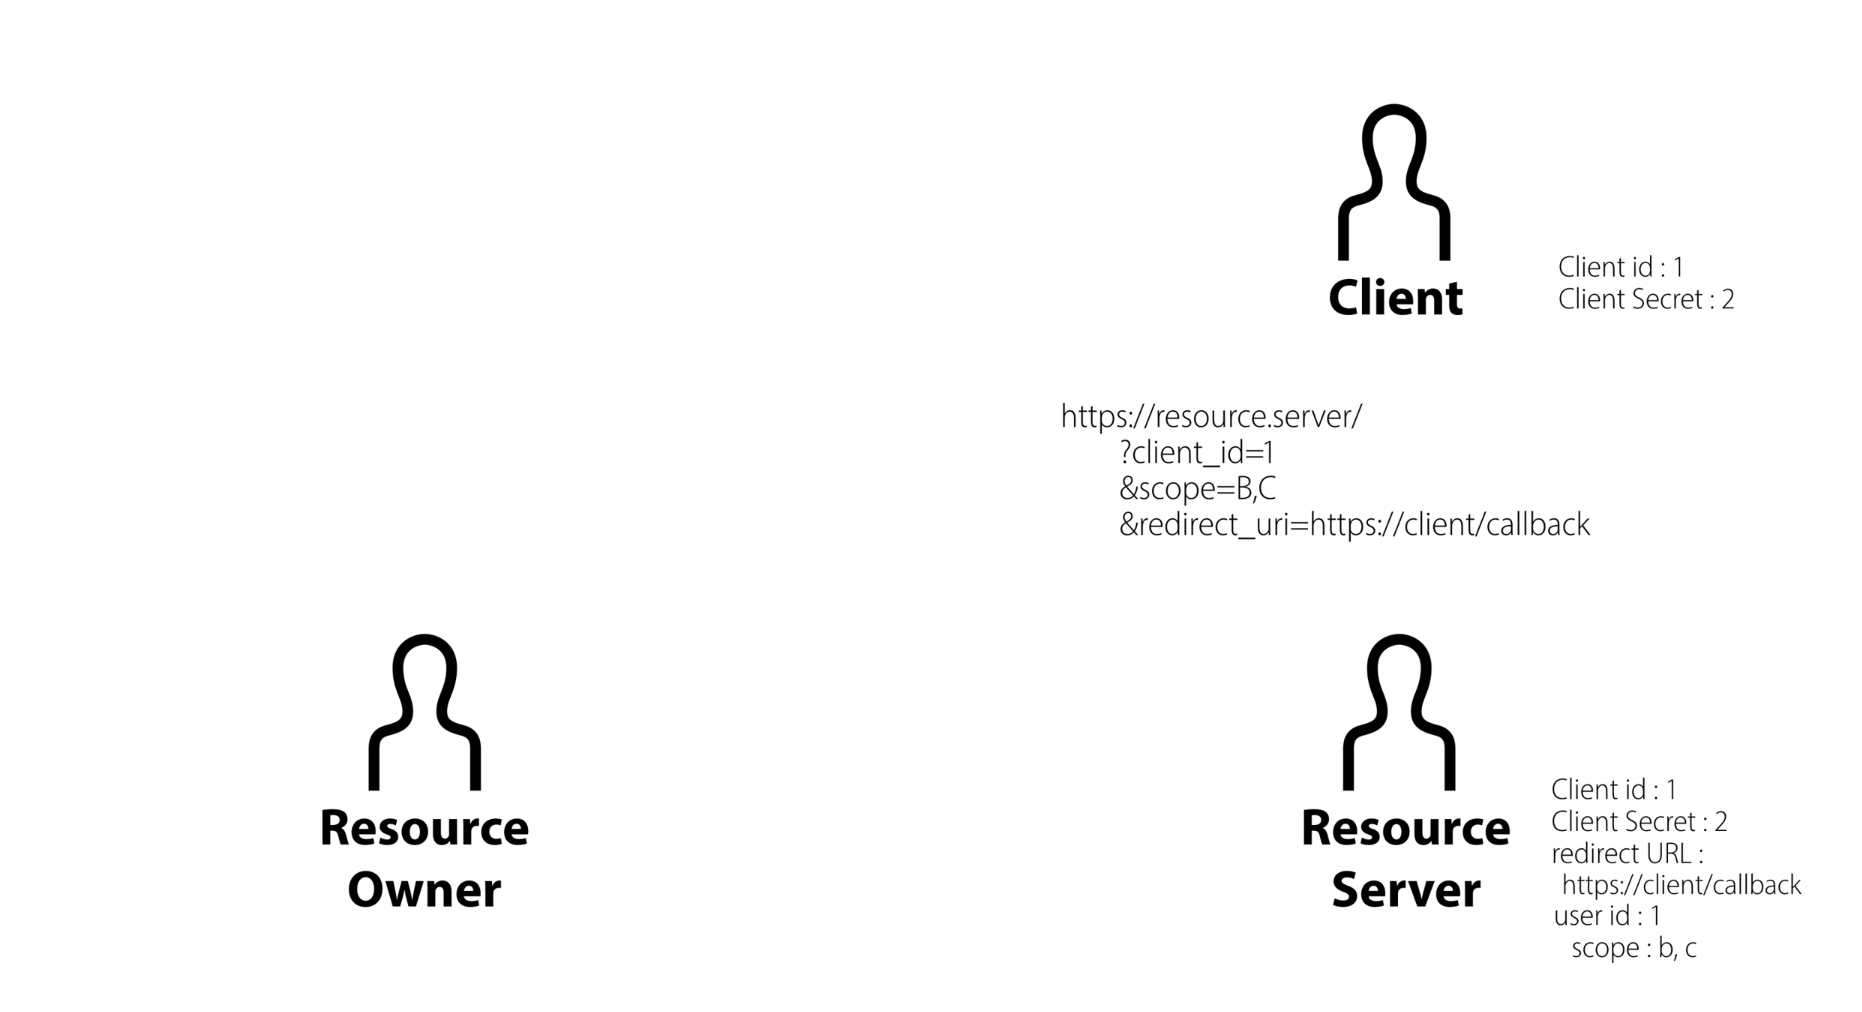 Client
Client id : 1
Client Secret : 2
https://resource.server/
?client_id=1
&scope=B,C
&redirect_uri=https://client/callback
Resource
Owner
Resource
Server
Client id : 1
Client Secret : 2
redirect URL :
https://client/callback
user id : 1
scope : b, c